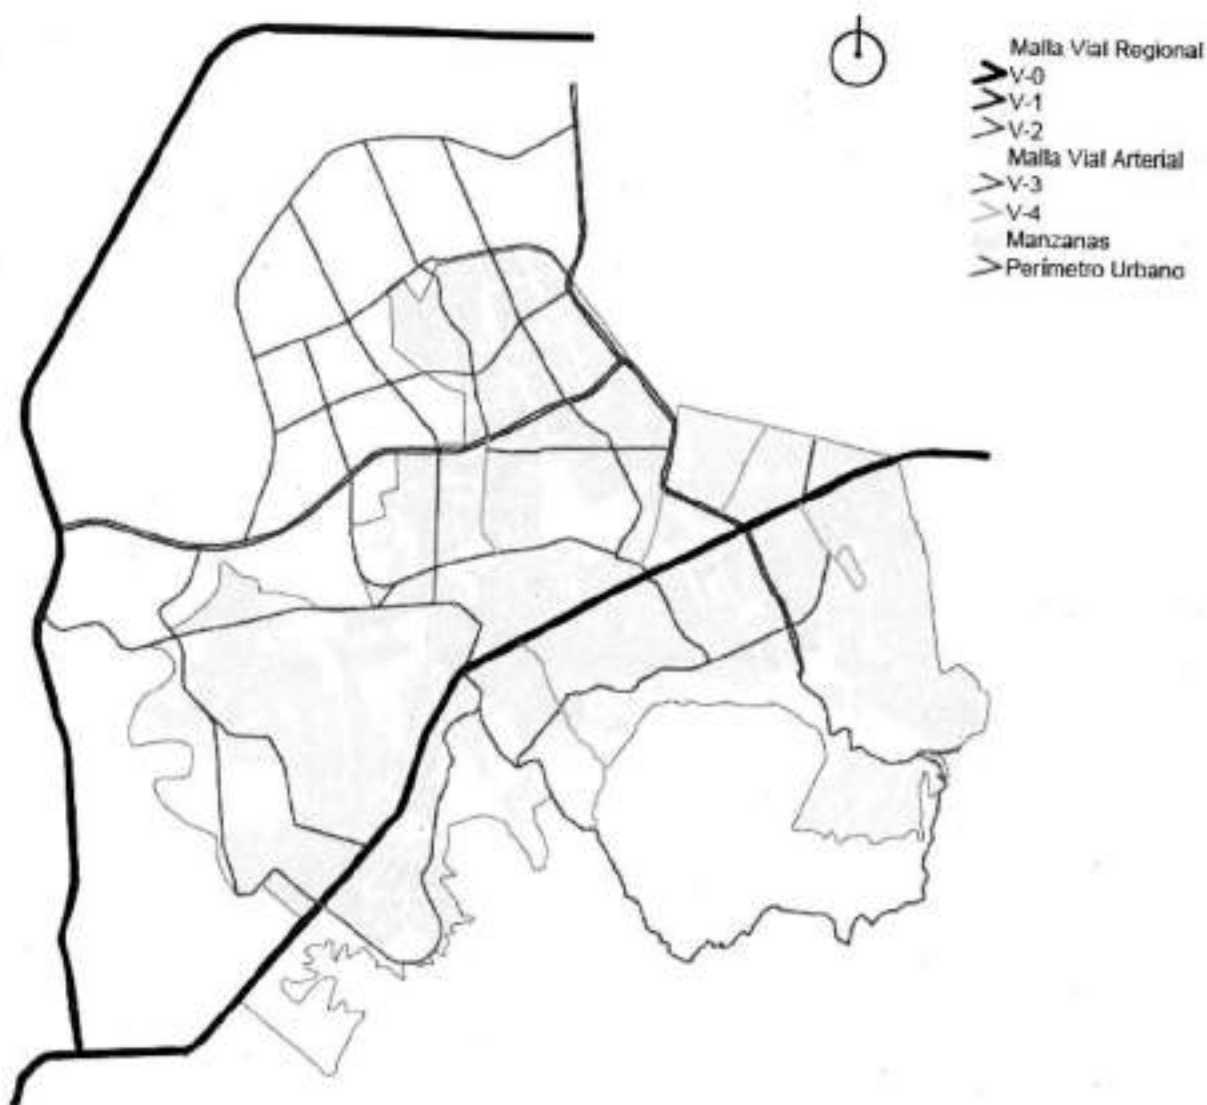 Malla Vial Regional
V-0
V-1
V-2
Malla Vial Arterial
V-3
V-4
Manzanas
Perímetro Urbano